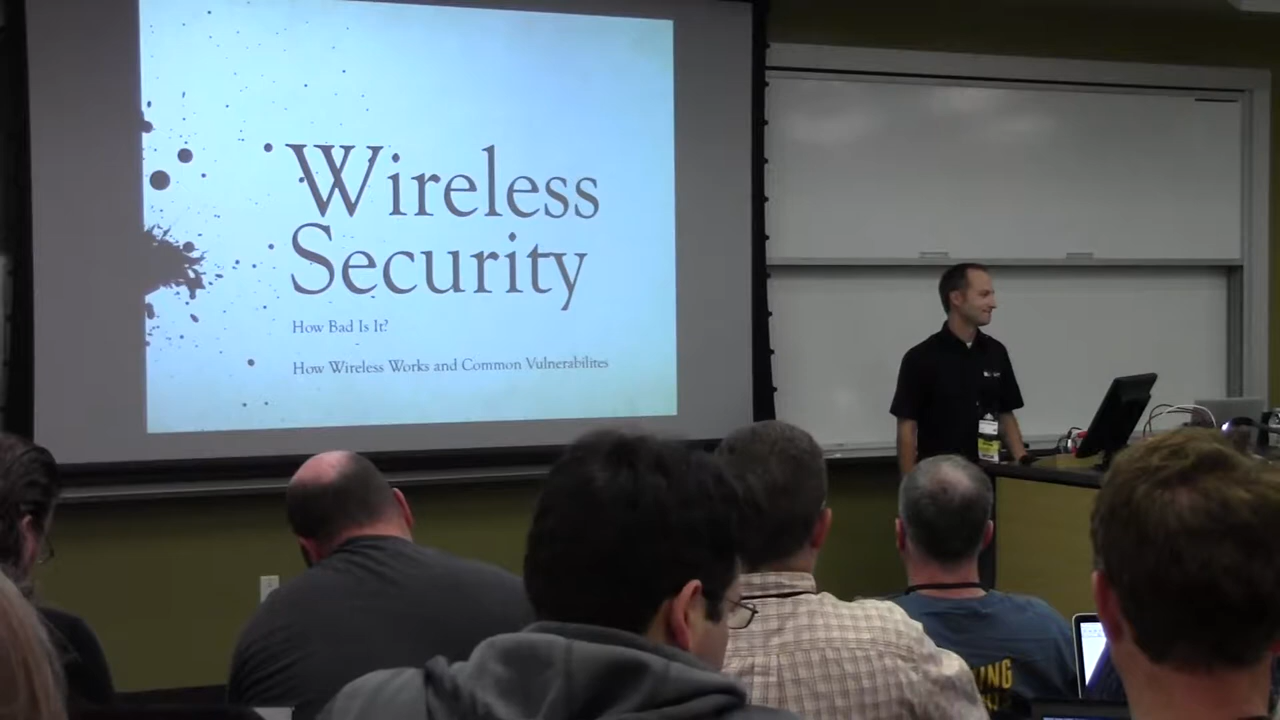 Wireless
Security
How Bad Is It?
How Wireless Works and Common Vulnerabilites